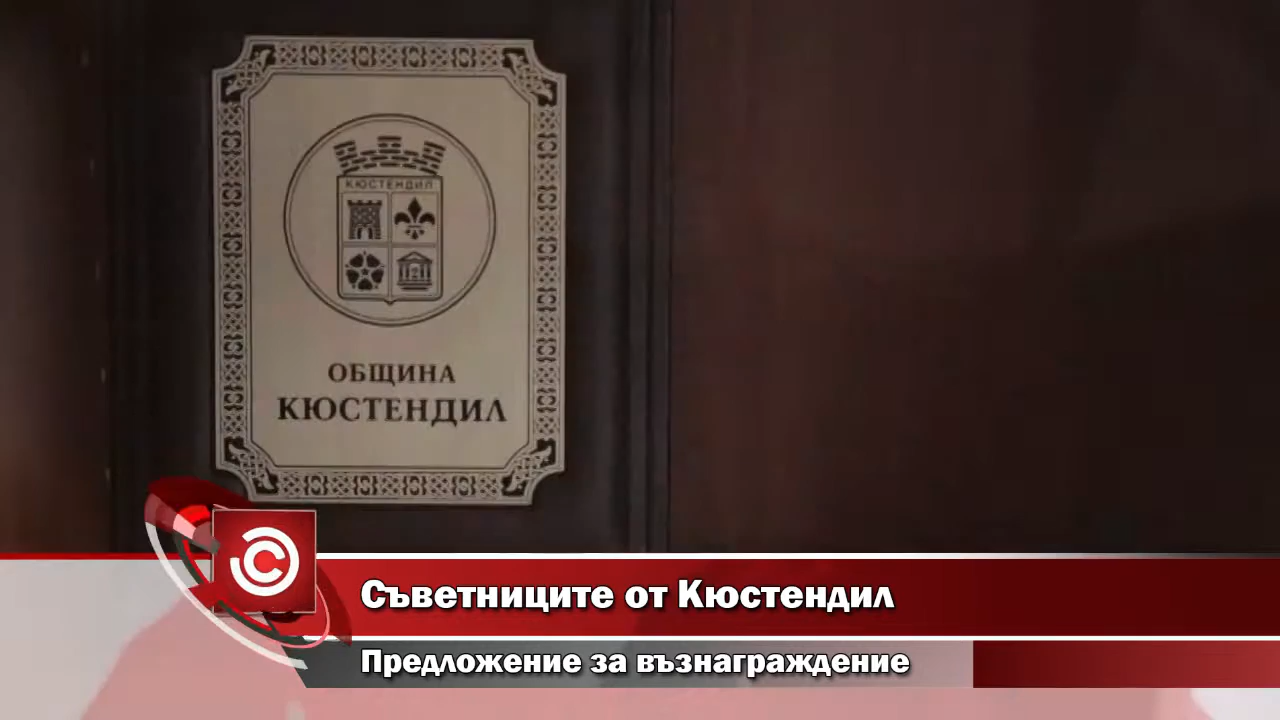 КЮСТЕНДИЛ
ОБЩИНА
КЮСТЕНДИЛ
Съветниците от Кюстендил
Предложение за възнаграждение